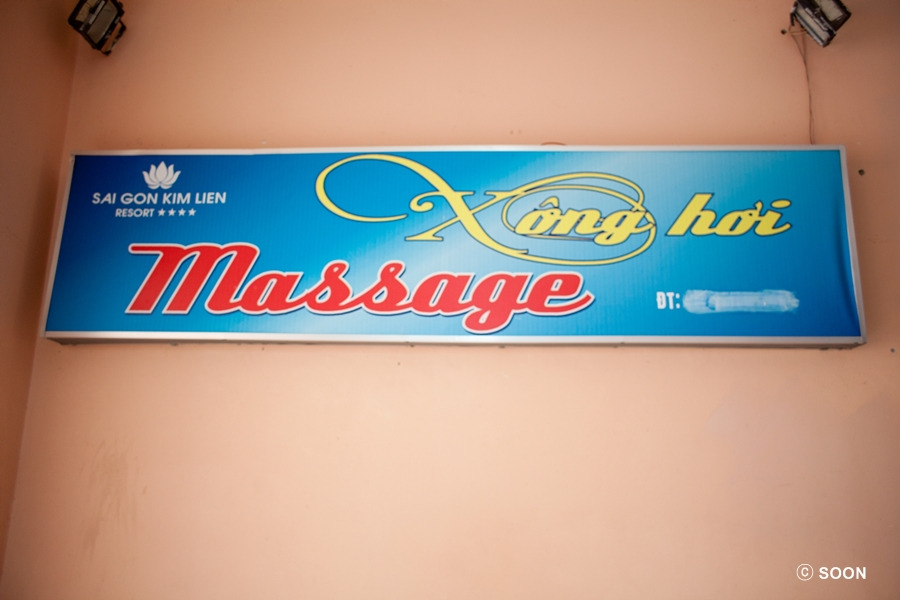 SAI GON KIM LIEN
RESORT ★★★★
Xông hơi
Massage
ĐT:
© SOON